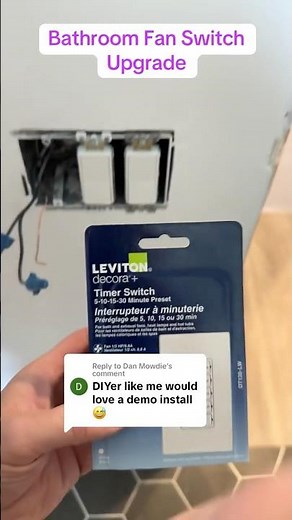 Bathroom Fan Switch
Upgrade
LEVITON
decora+
Timer Switch
5-10-15-30 Minute Preset
Interrupteur à minuterie
Préréglage de 5, 10, 15 ou 30 min
Reply to Dan Mowdie's
comment
D
DIYer like me would
love a demo install
😅